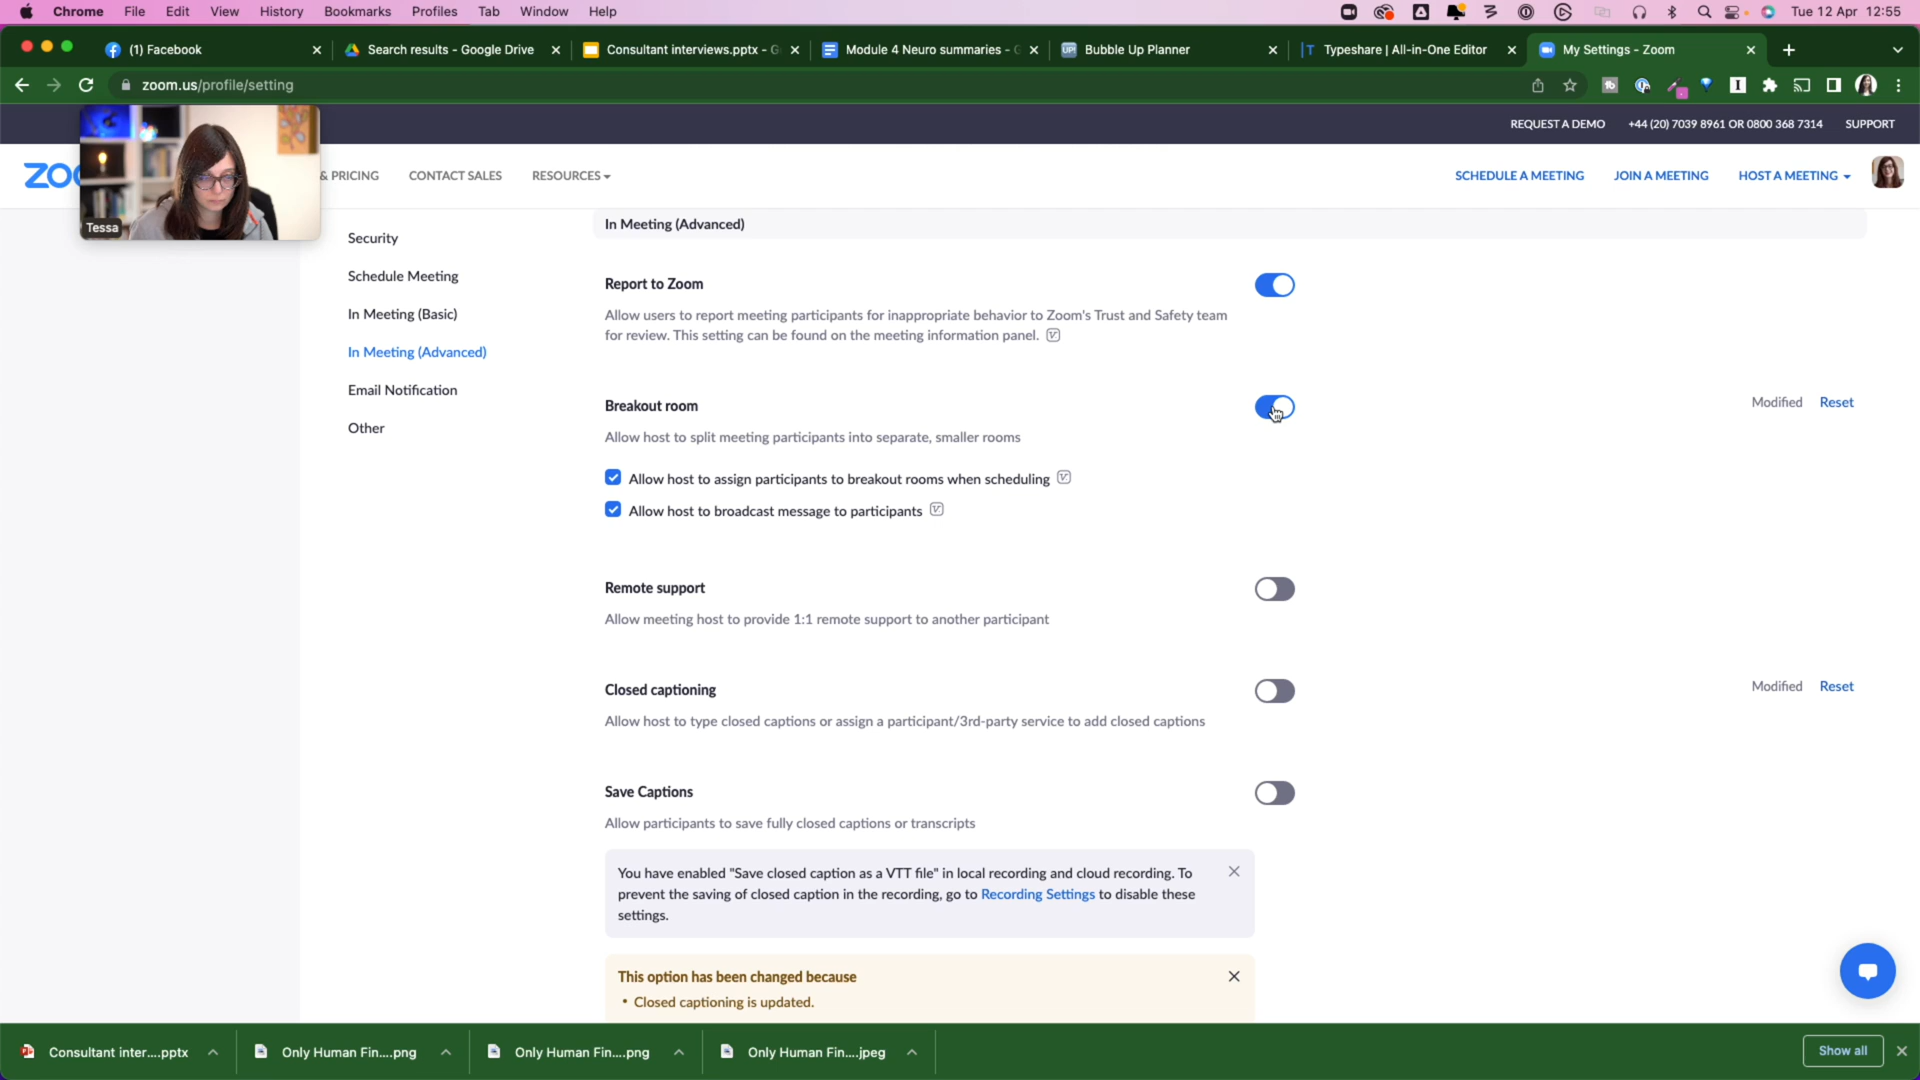 Chrome File Edit View History Bookmarks Profiles Tab Window Help Tue 12 Apr 12:55
(1) Facebook Search results - Google Drive Consultant interviews.pptx - G Module 4 Neuro summaries - G Bubble Up Planner Typeshare | All-in-One Editor My Settings - Zoom
zoom.us/profile/setting
REQUEST A DEMO +44 (20) 7039 8961 OR 0800 368 7314 SUPPORT
ZOO & PRICING CONTACT SALES RESOURCES SCHEDULE A MEETING JOIN A MEETING HOST A MEETING
Tessa
Security
Schedule Meeting
In Meeting (Basic)
In Meeting (Advanced)
Email Notification
Other
In Meeting (Advanced)
Report to Zoom
Allow users to report meeting participants for inappropriate behavior to Zoom's Trust and Safety team
for review. This setting can be found on the meeting information panel.
Breakout room
Modified Reset
Allow host to split meeting participants into separate, smaller rooms
Allow host to assign participants to breakout rooms when scheduling
Allow host to broadcast message to participants
Remote support
Allow meeting host to provide 1:1 remote support to another participant
Closed captioning
Modified Reset
Allow host to type closed captions or assign a participant/3rd-party service to add closed captions
Save Captions
Allow participants to save fully closed captions or transcripts
You have enabled "Save closed caption as a VTT file" in local recording and cloud recording. To
prevent the saving of closed caption in the recording, go to Recording Settings to disable these
settings.
This option has been changed because
• Closed captioning is updated.
Consultant inter....pptx Only Human Fin....png Only Human Fin....png Only Human Fin....jpeg Show all